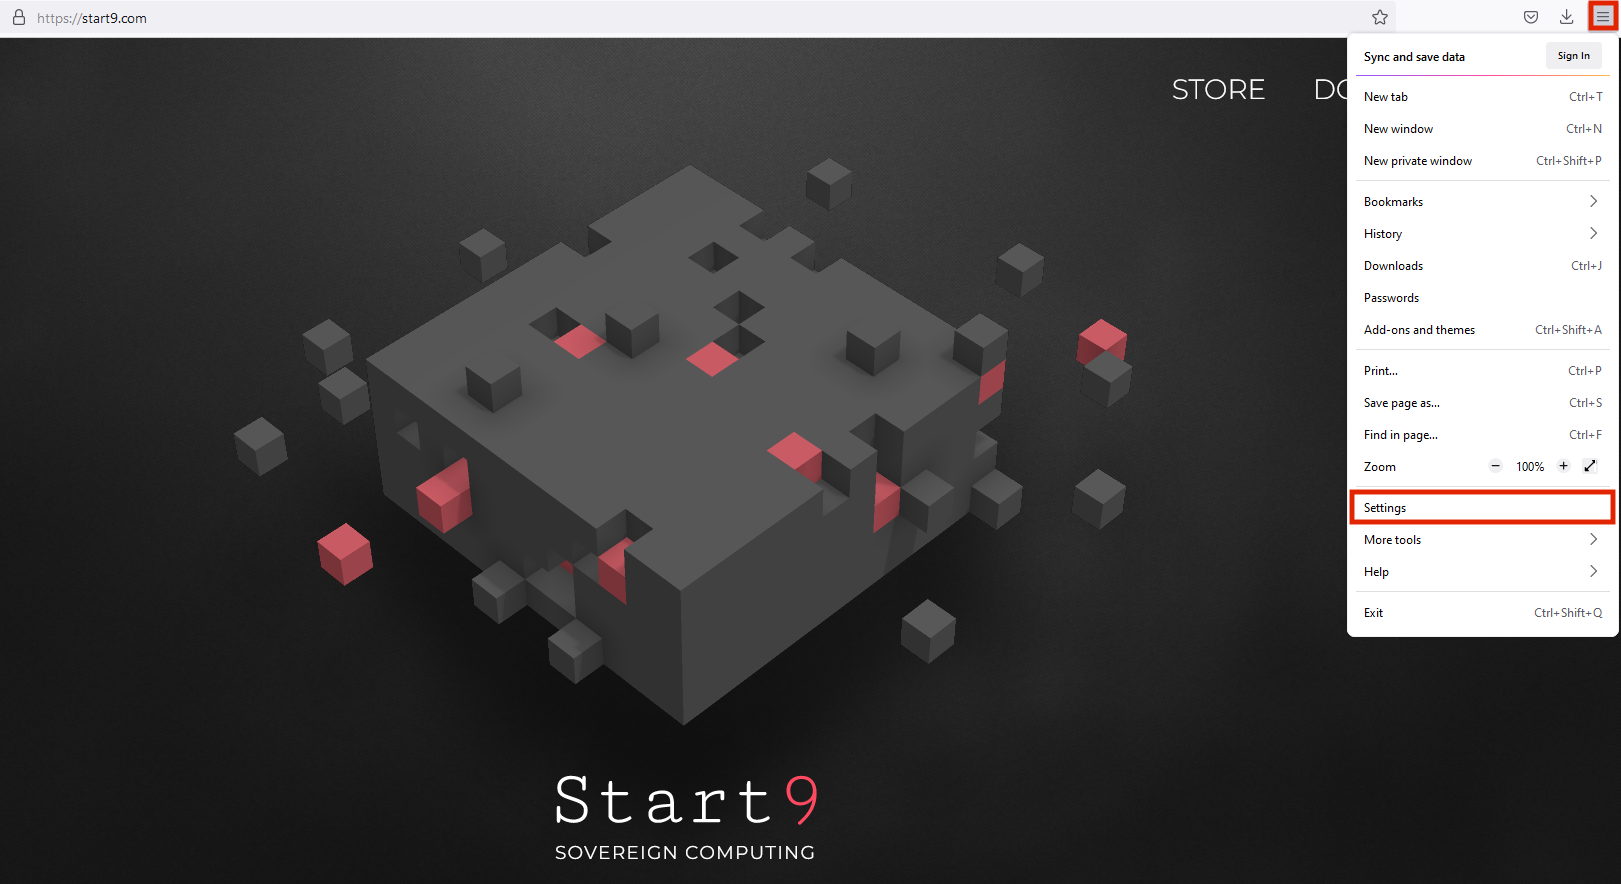 https://start9.com
Sync and save data Sign In
STORE
New tab Ctrl+T
New window Ctrl+N
New private window Ctrl+Shift+P
Bookmarks
History
Downloads Ctrl+J
Passwords
Add-ons and themes Ctrl+Shift+A
Print... Ctrl+P
Save page as... Ctrl+S
Find in page... Ctrl+F
Zoom 100%
Settings
More tools
Help
Exit Ctrl+Shift+Q
Start9
SOVEREIGN COMPUTING